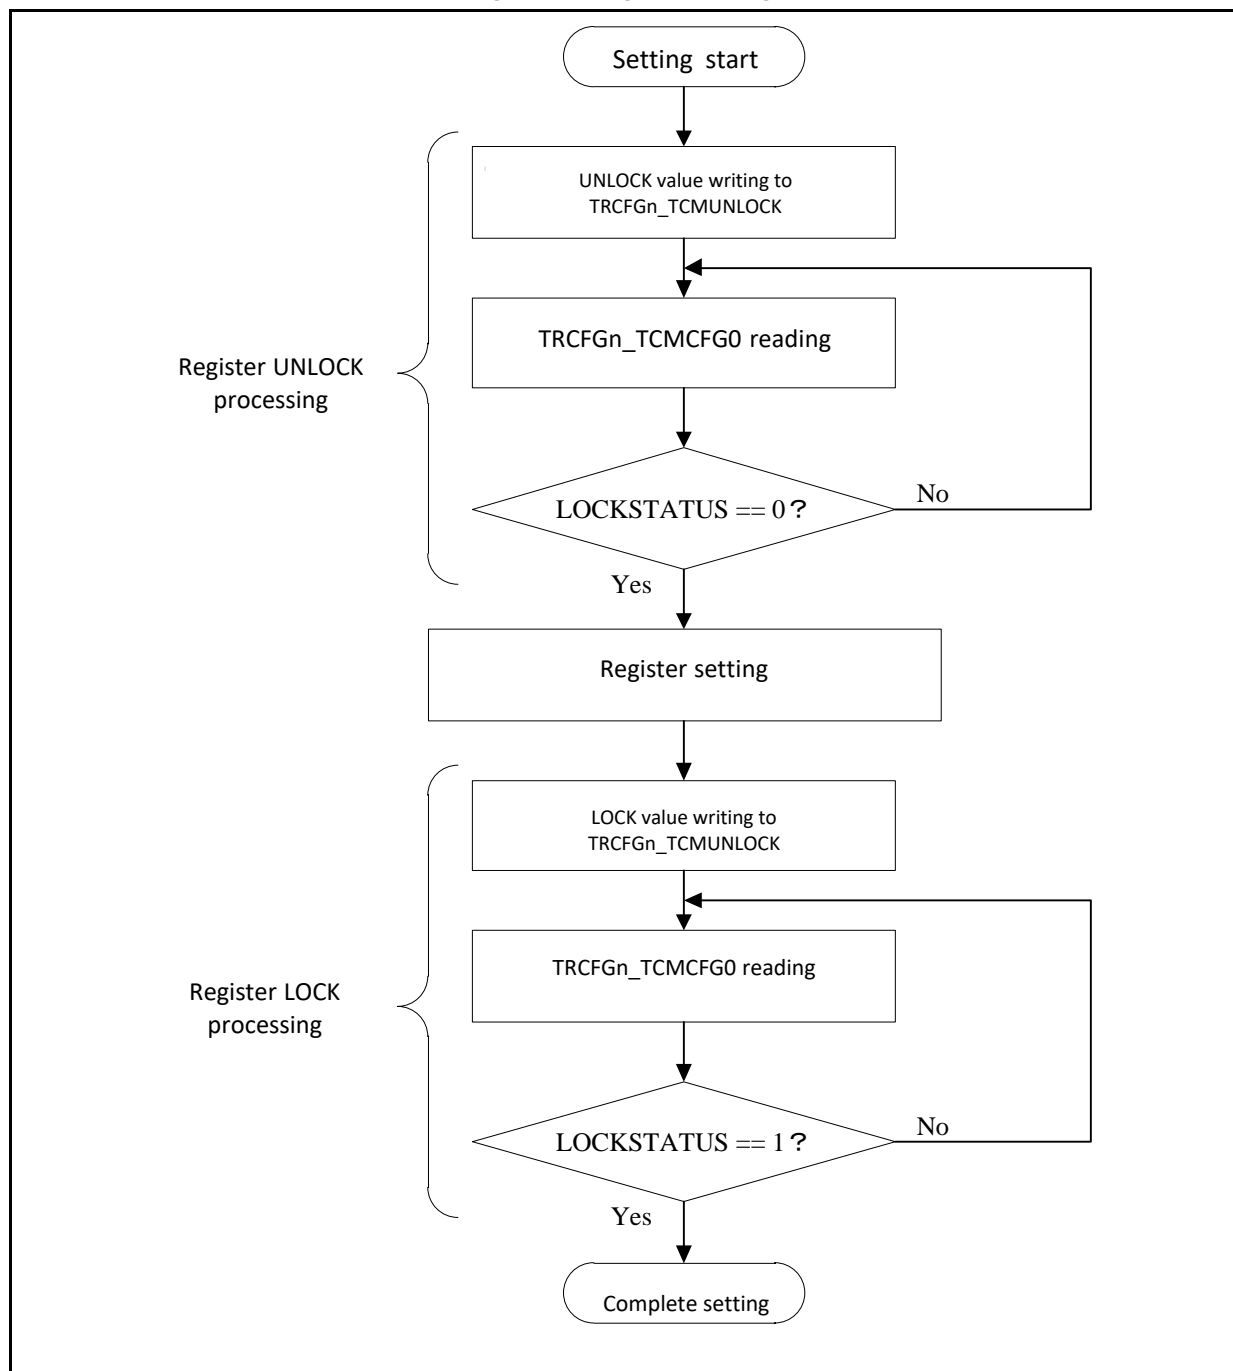 Setting start
UNLOCK value writing to
TRCFGn_TCMUNLOCK
TRCFGn_TCMCFG0 reading
Register UNLOCK
processing
LOCKSTATUS == 0?
No
Yes
Register setting
LOCK value writing to
TRCFGn_TCMUNLOCK
TRCFGn_TCMCFG0 reading
Register LOCK
processing
LOCKSTATUS == 1?
No
Yes
Complete setting